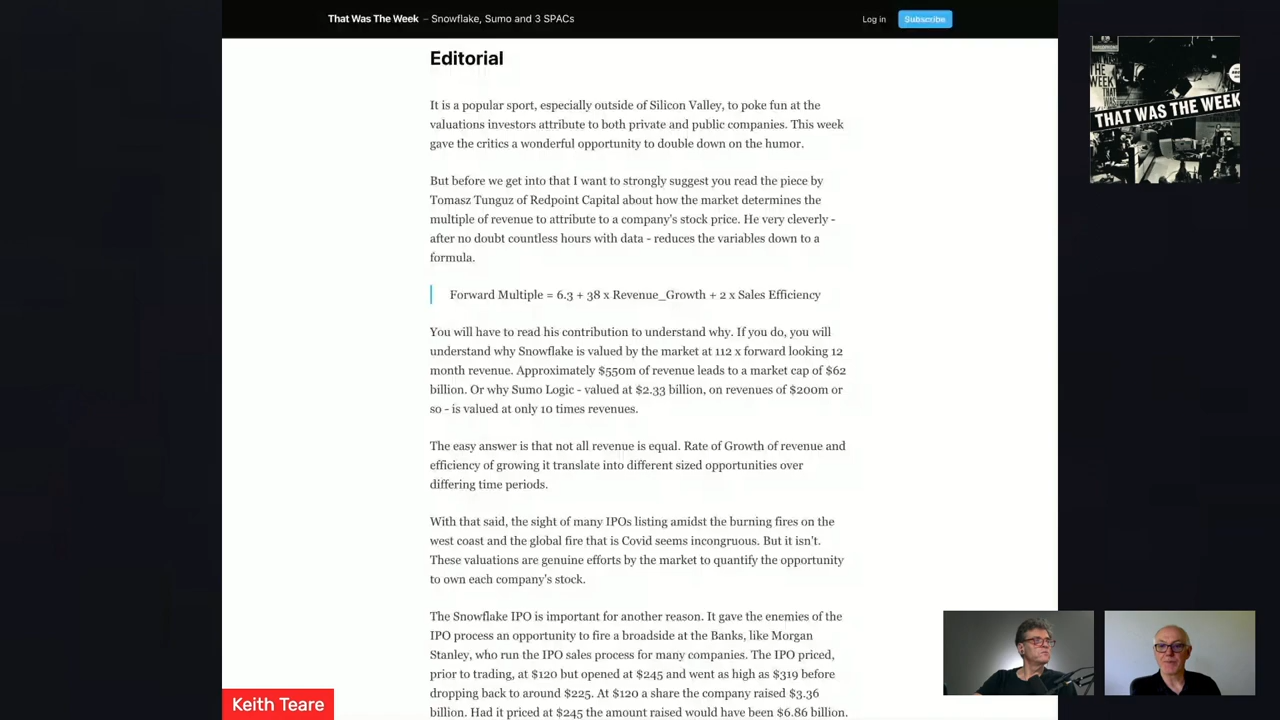 That Was The Week – Snowflake, Sumo and 3 SPACs
Log in
Subscribe
Editorial
It is a popular sport, especially outside of Silicon Valley, to poke fun at the
valuations investors attribute to both private and public companies. This week
gave the critics a wonderful opportunity to double down on the humor.
But before we get into that I want to strongly suggest you read the piece by
Tomasz Tunguz of Redpoint Capital about how the market determines the
multiple of revenue to attribute to a company's stock price. He very cleverly -
after no doubt countless hours with data - reduces the variables down to a
formula.
Forward Multiple = 6.3 + 38 x Revenue_Growth + 2 x Sales Efficiency
You will have to read his contribution to understand why. If you do, you will
understand why Snowflake is valued by the market at 112 x forward looking 12
month revenue. Approximately $550m of revenue leads to a market cap of $62
billion. Or why Sumo Logic - valued at $2.33 billion, on revenues of $200m or
so - is valued at only 10 times revenues.
The easy answer is that not all revenue is equal. Rate of Growth of revenue and
efficiency of growing it translate into different sized opportunities over
differing time periods.
With that said, the sight of many IPOs listing amidst the burning fires on the
west coast and the global fire that is Covid seems incongruous. But it isn't.
These valuations are genuine efforts by the market to quantify the opportunity
to own each company's stock.
The Snowflake IPO is important for another reason. It gave the enemies of the
IPO process an opportunity to fire a broadside at the Banks, like Morgan
Stanley, who run the IPO sales process for many companies. The IPO priced,
prior to trading, at $120 but opened at $245 and went as high as $319 before
dropping back to around $225. At $120 a share the company raised $3.36
billion. Had it priced at $245 the amount raised would have been $6.86 billion.
THAT WAS THE WEEK
Keith Teare